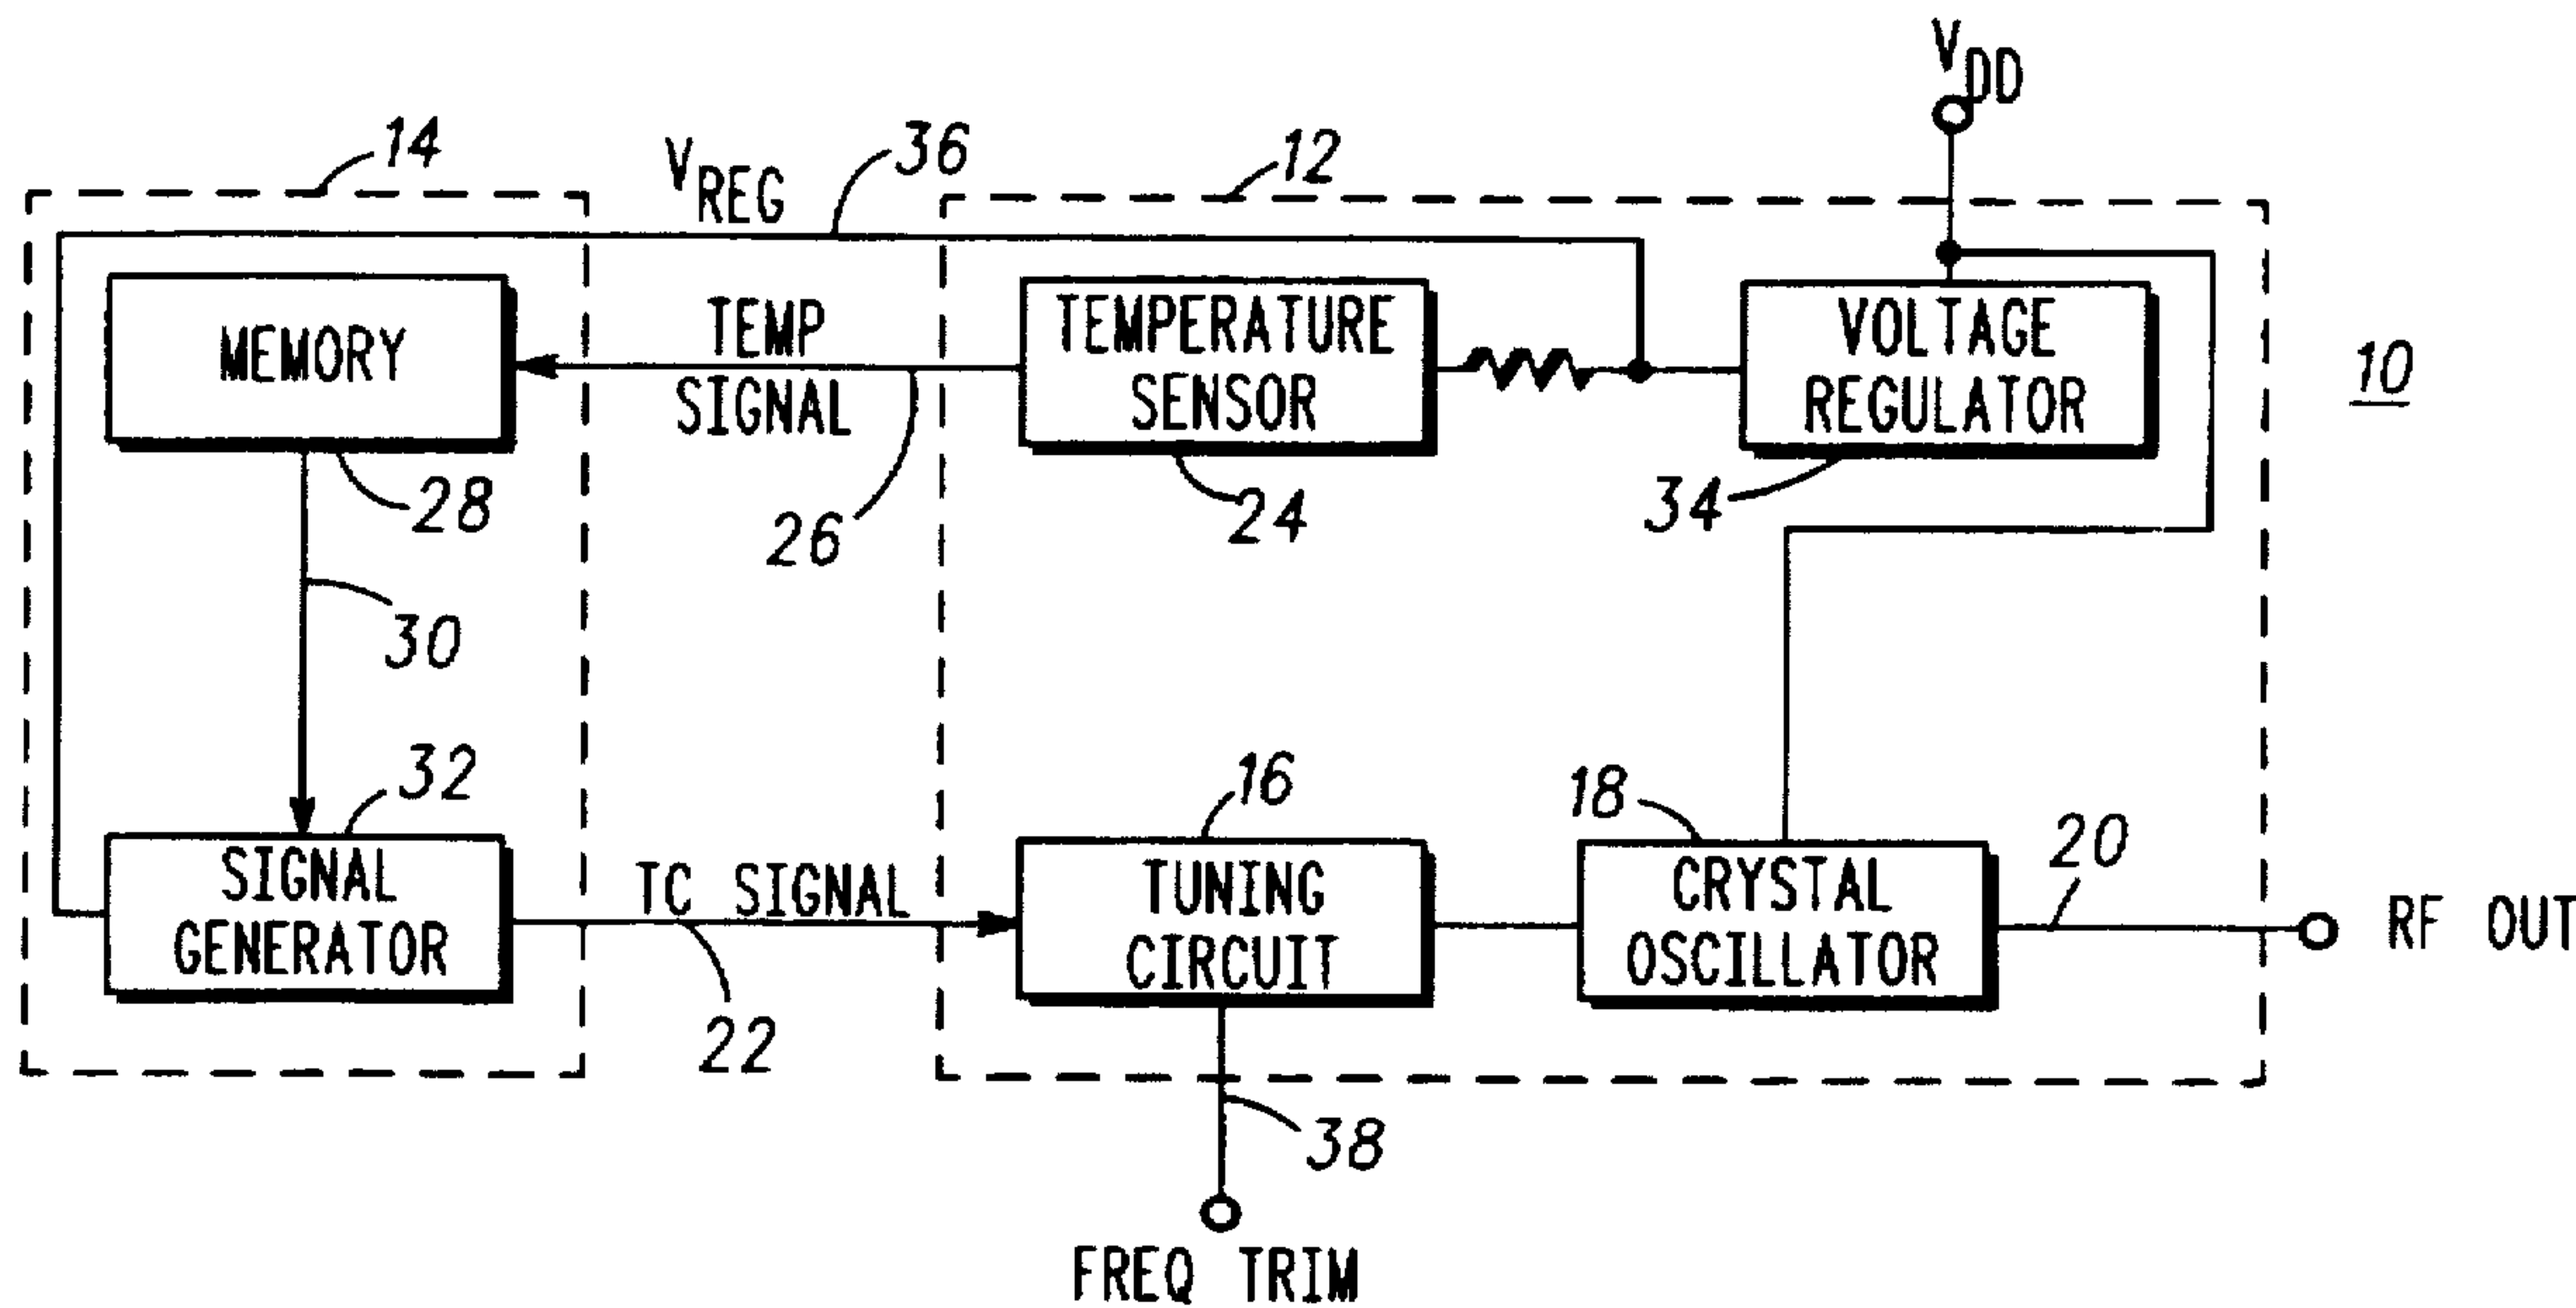 V_DD
14
V_REG
36
12
MEMORY
TEMP
SIGNAL
TEMPERATURE
SENSOR
VOLTAGE
REGULATOR
10
28
26
24
34
30
32
16
18
20
SIGNAL
GENERATOR
TC SIGNAL
TUNING
CIRCUIT
CRYSTAL
OSCILLATOR
RF OUT
22
38
FREQ TRIM